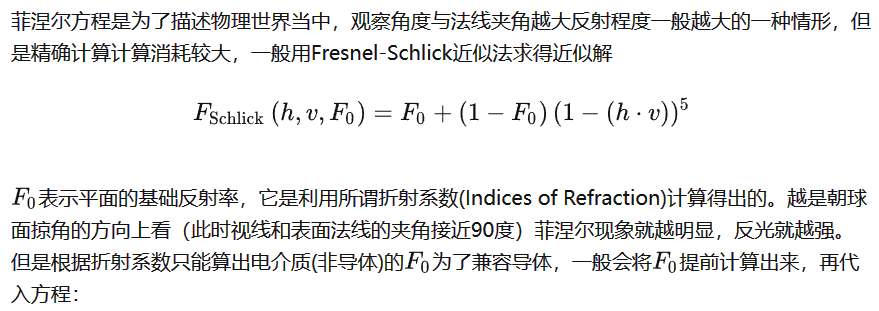 菲涅尔方程是为了描述物理世界当中，观察角度与法线夹角越大反射程度一般越大的一种情形，但
是精确计算计算消耗较大，一般用Fresnel-Schlick近似法求得近似解
F_Schlick (h, v, F_0) = F_0 + (1 − F_0) (1 − (h · v))^5
F_0表示平面的基础反射率，它是利用所谓折射系数(Indices of Refraction)计算得出的。越是朝球
面掠角的方向上看（此时视线和表面法线的夹角接近90度）菲涅尔现象就越明显，反光就越强。
但是根据折射系数只能算出电介质(非导体)的F_0为了兼容导体，一般会将F_0提前计算出来，再代
入方程：